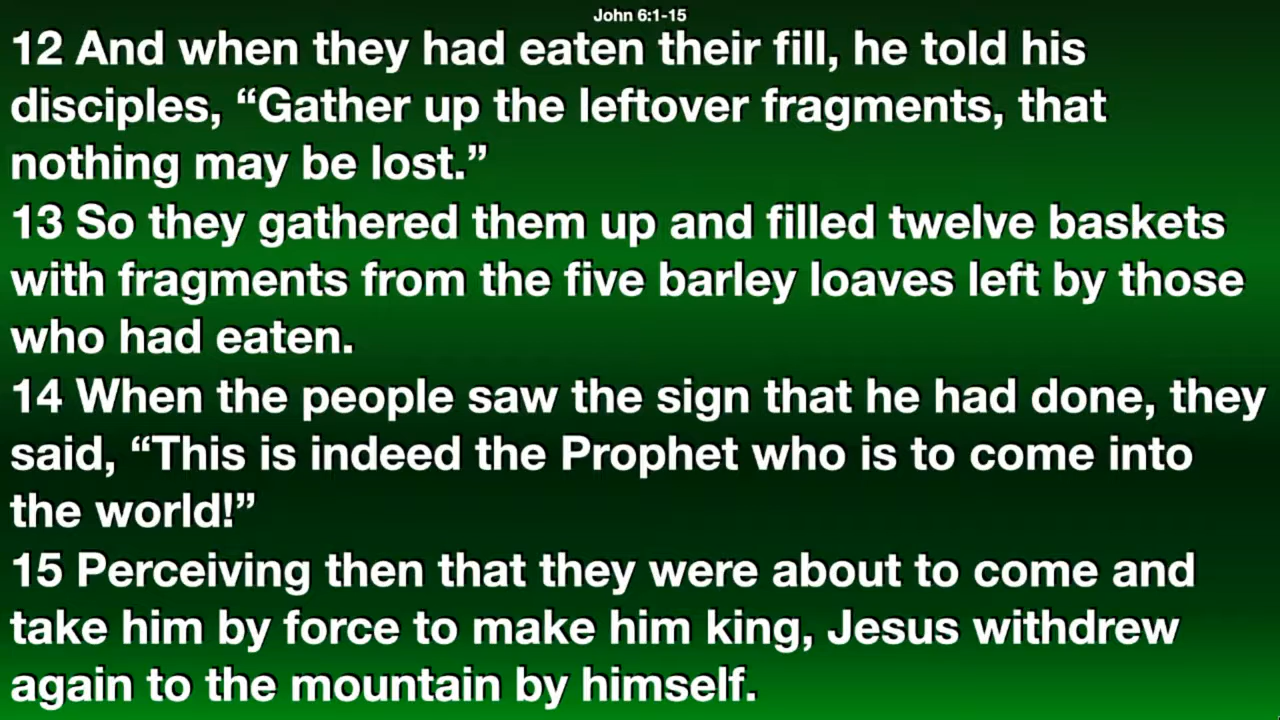 John 6:1-15
12 And when they had eaten their fill, he told his
disciples, “Gather up the leftover fragments, that
nothing may be lost.”
13 So they gathered them up and filled twelve baskets
with fragments from the five barley loaves left by those
who had eaten.
14 When the people saw the sign that he had done, they
said, “This is indeed the Prophet who is to come into
the world!”
15 Perceiving then that they were about to come and
take him by force to make him king, Jesus withdrew
again to the mountain by himself.